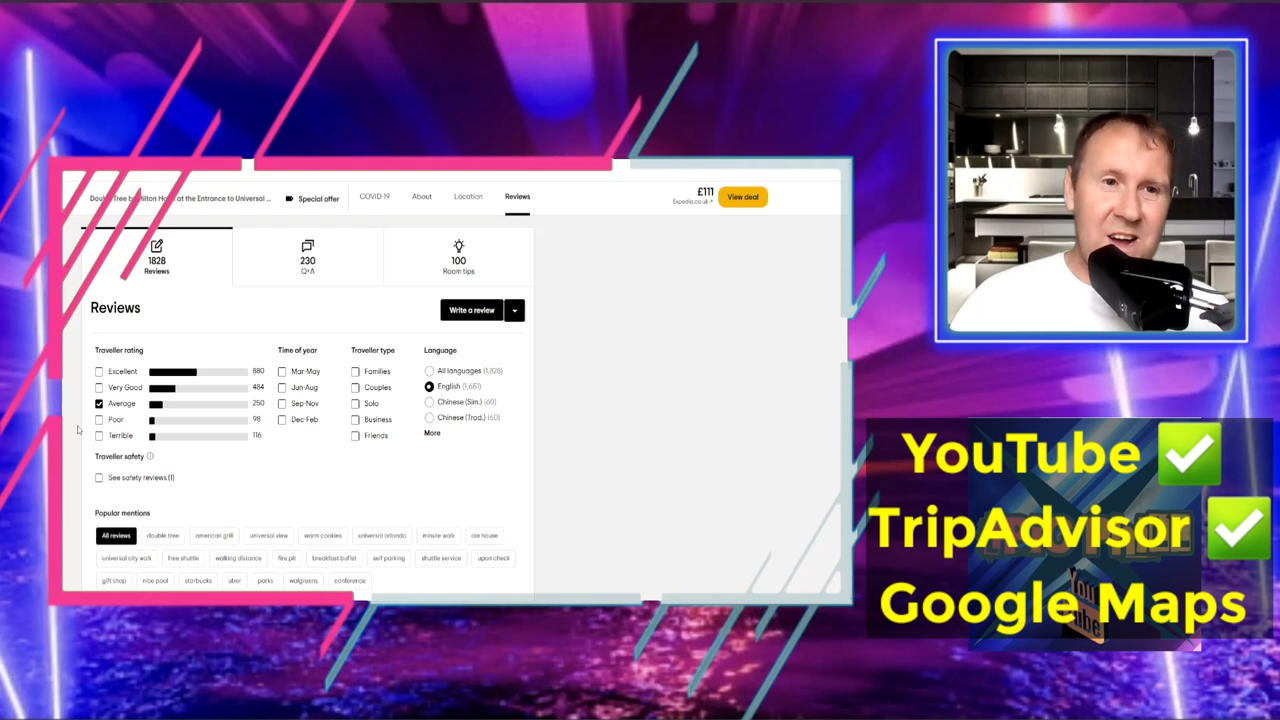 DoubleTree by Hilton Hotel at the Entrance to Universal ...
Special offer
COVID-19
About
Location
Reviews
£111
Expedia.co.uk
View deal
1828
Reviews
230
Q+A
100
Room tips
Reviews
Write a review
Traveller rating
Excellent 880
Very Good 484
Average 250
Poor 98
Terrible 116
Time of year
Mar-May
Jun-Aug
Sep-Nov
Dec-Feb
Traveller type
Families
Couples
Solo
Business
Friends
Language
All languages (1,828)
English (1,651)
Chinese (Sim.) (60)
Chinese (Trad.) (60)
More
Traveller safety
See safety reviews (1)
Popular mentions
All reviews double tree american grill universal view warm cookies universal orlando minute walk ale house
universal city walk free shuttle walking distance fire pit breakfast buffet self parking shuttle service upon check
gift shop nice pool starbucks uber parks walgreens conference
YouTube ✅
TripAdvisor ✅
Google Maps
You
Tube